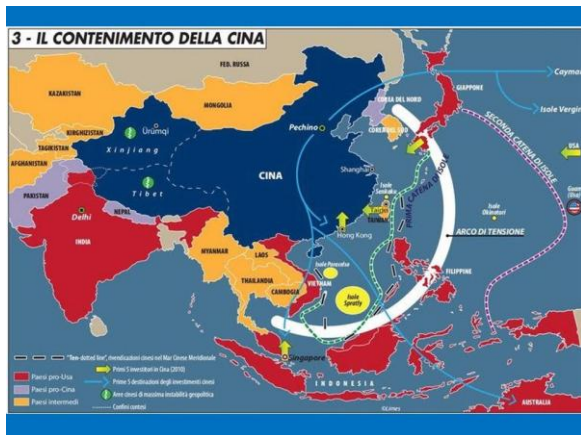 3 - IL CONTENIMENTO DELLA CINA
FED. RUSSA
KAZAKISTAN
MONGOLIA
KIRGHIZISTAN
TAGIKISTAN
AFGHANISTAN
PAKISTAN
Ürümqi
Xinjiang
Tibet
CINA
Pechino
COREA DEL NORD
COREA DEL SUD
GIAPPONE
Cayman
Isole Vergini
SECONDA CATENA DI ISOLE
PRIMA CATENA DI ISOLE
USA
Guam
(Usa)
Shanghai
Isole
Senkaku
Taipei
TAIWAN
Hong Kong
Isole
Okinotori
ARCO DI TENSIONE
Delhi
NEPAL
INDIA
MYANMAR
LAOS
THAILANDIA
CAMBOGIA
VIETNAM
Isole Paracelso
Isole
Spratly
FILIPPINE
Singapore
INDONESIA
AUSTRALIA
©Limes
"Ten-dotted line", rivendicazioni cinesi nel Mar Cinese Meridionale
Paesi pro-Usa
Paesi pro-Cina
Paesi intermedi
Primi 5 investitori in Cina (2010)
Prime 5 destinazioni degli investimenti cinesi
Aree cinesi di massima instabilità geopolitica
Confini contesi